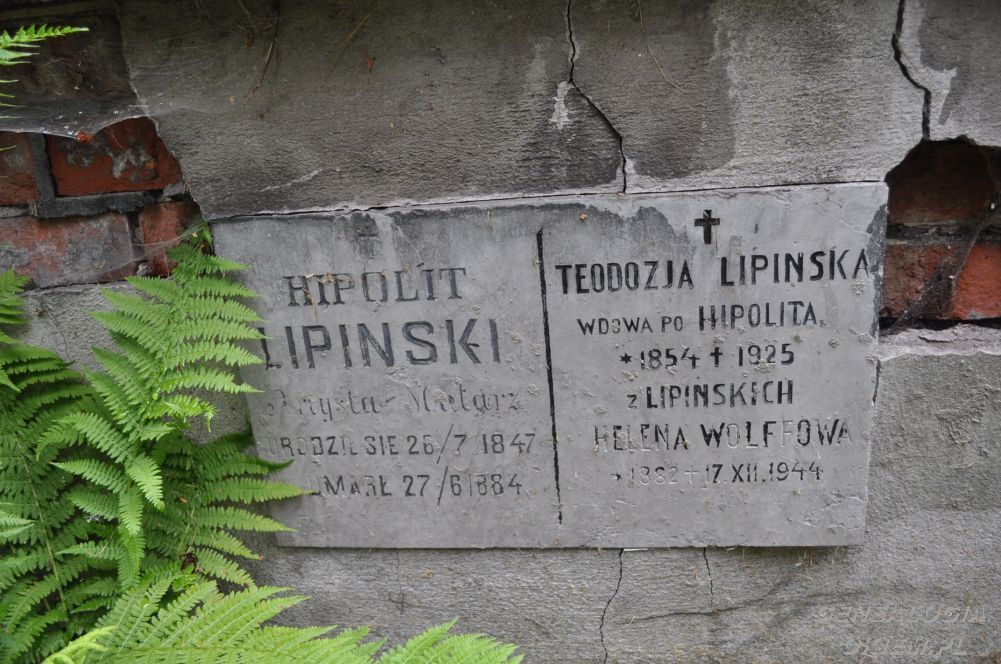 HIPOLIT
LIPINSKI
Artysta Malarz
URODZIŁ SIE 26/7 1847
UMARŁ 27/6 1884
TEODOZJA LIPINSKA
WDOWA PO HIPOLITA.
*1854 † 1925
z LIPINSKICH
HELENA WOLFFOWA
*1882 † 17.XII.1944